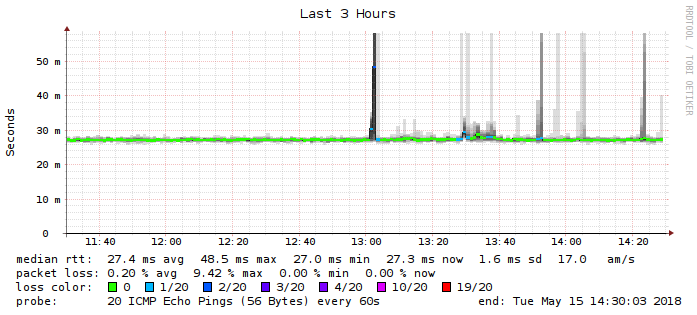 Last 3 Hours
RRDTOOL / TOBI OETIKER
Seconds
50 m
40 m
30 m
20 m
10 m
0
11:40 12:00 12:20 12:40 13:00 13:20 13:40 14:00 14:20
median rtt: 27.4 ms avg 48.5 ms max 27.0 ms min 27.3 ms now 1.6 ms sd 17.0 am/s
packet loss: 0.20 % avg 9.42 % max 0.00 % min 0.00 % now
loss color: 0 1/20 2/20 3/20 4/20 10/20 19/20
probe: 20 ICMP Echo Pings (56 Bytes) every 60s end: Tue May 15 14:30:03 2018